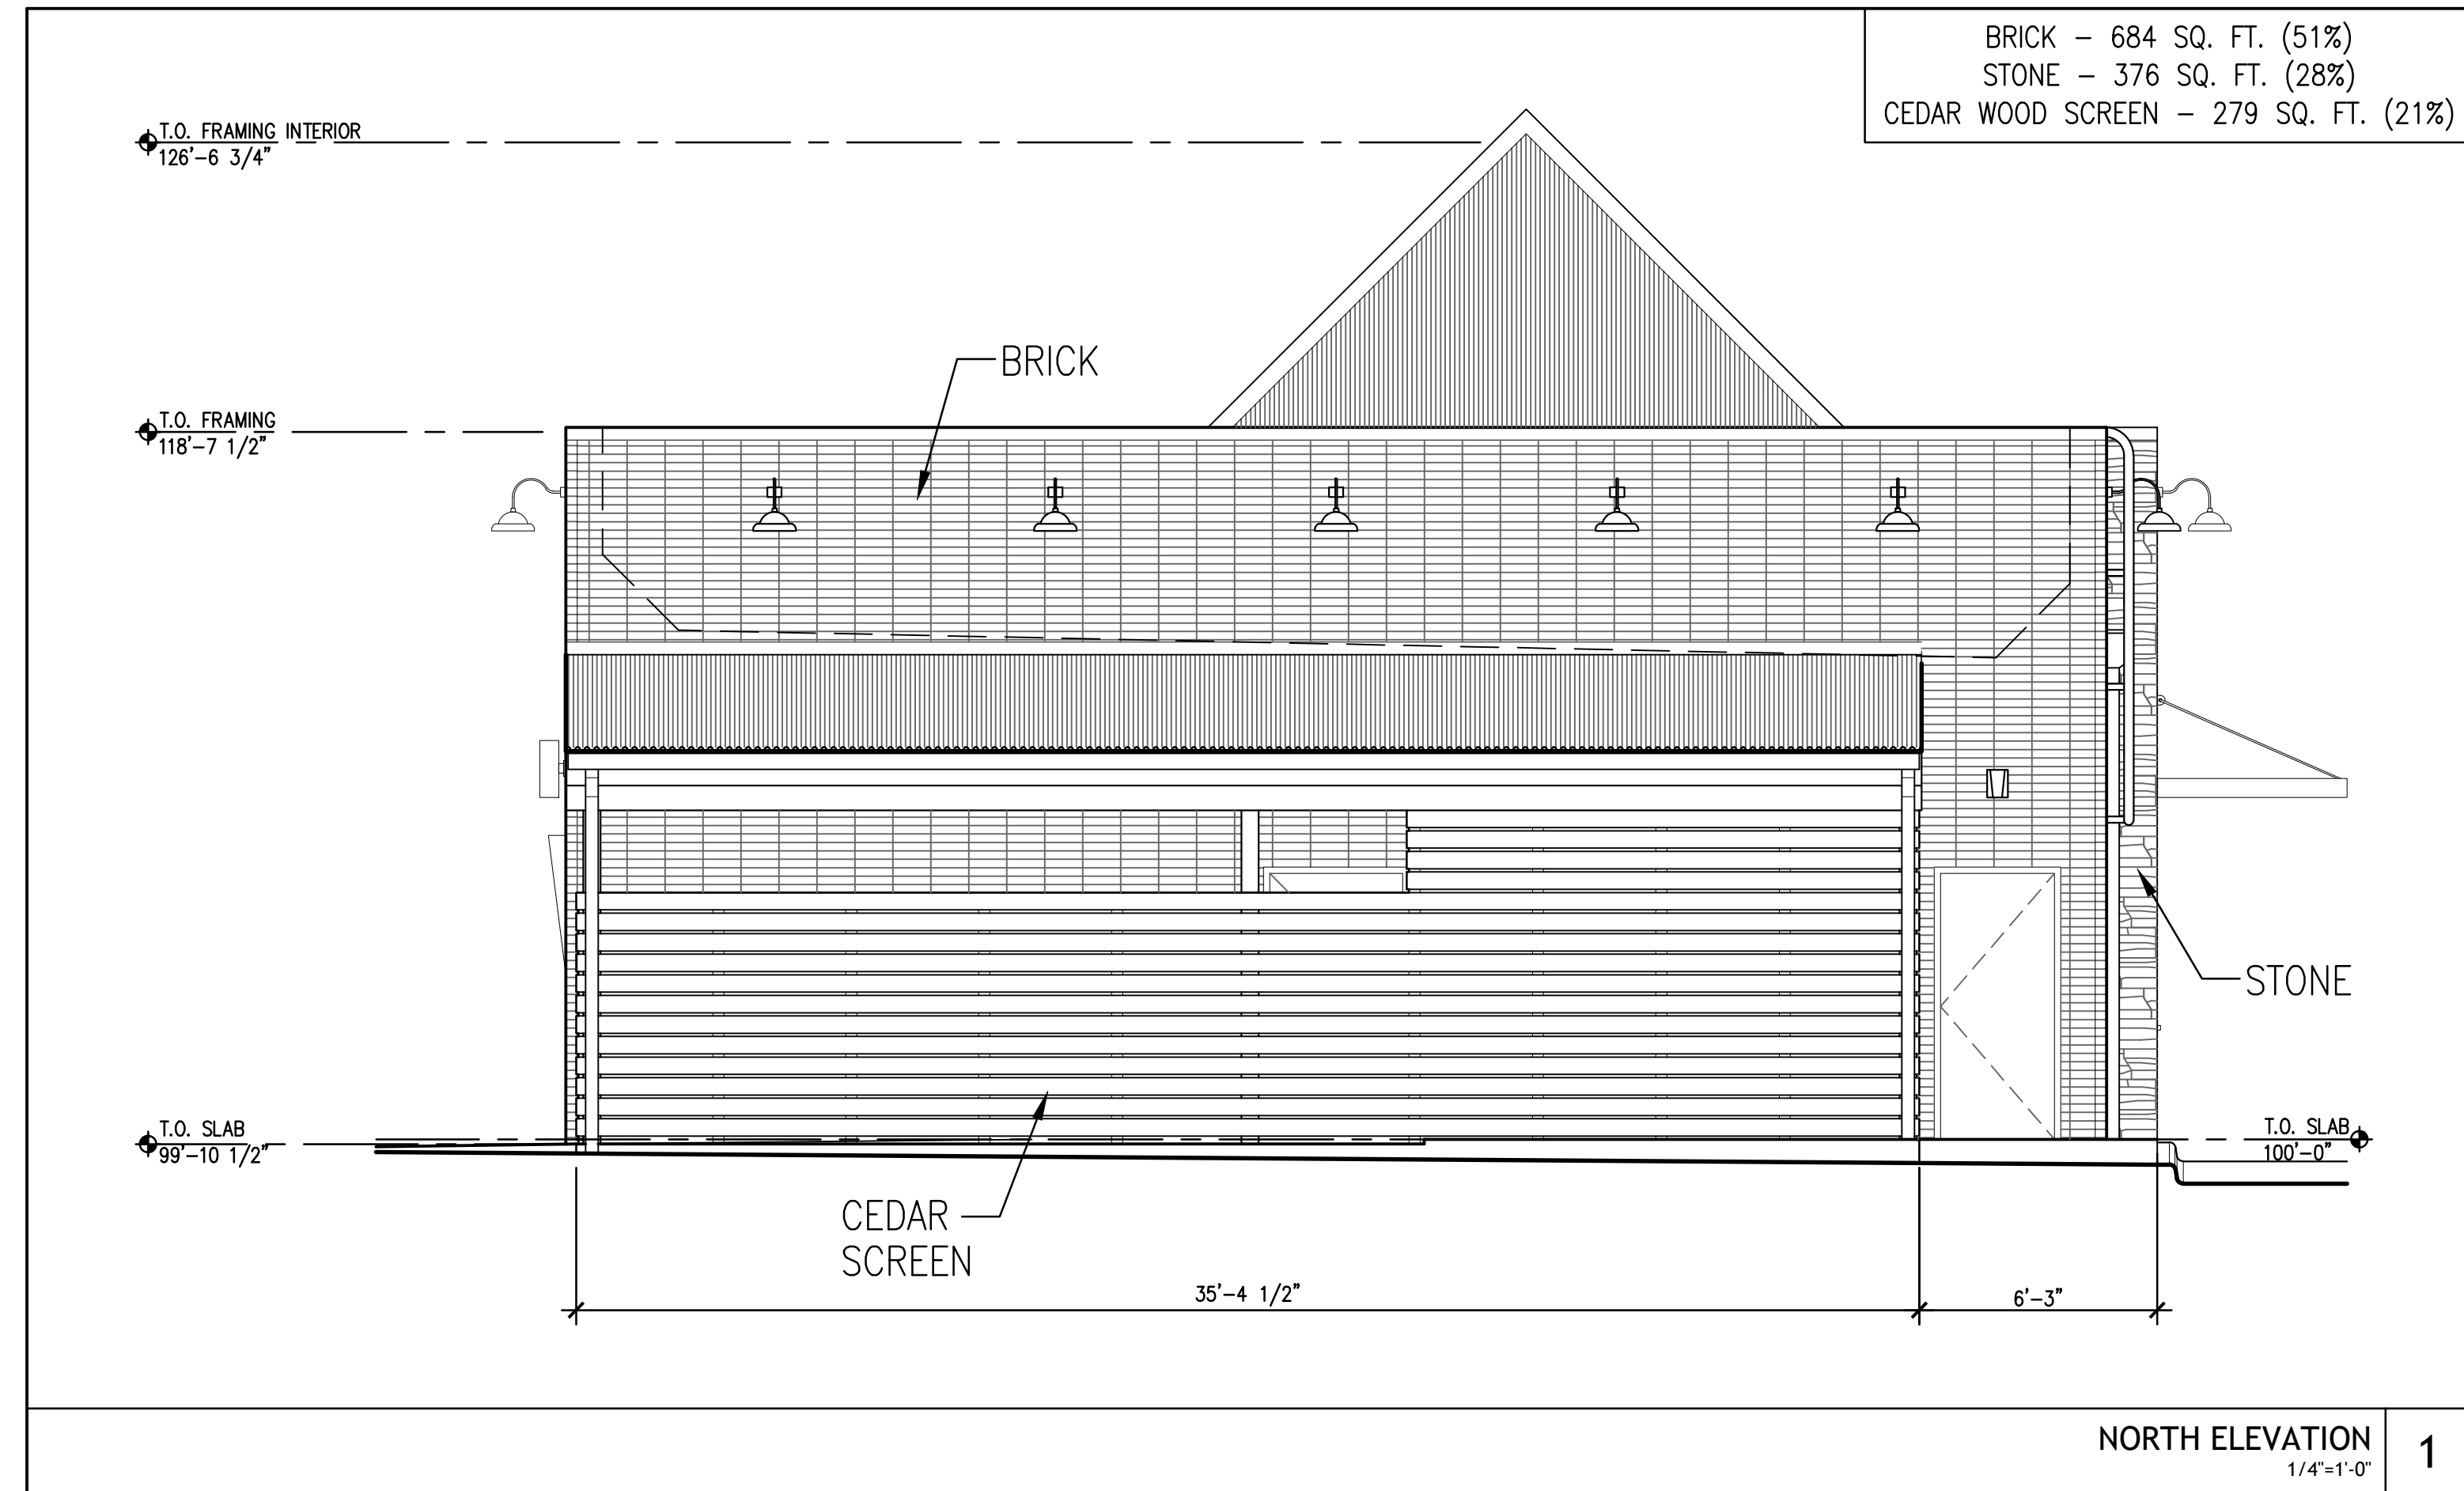 BRICK – 684 SQ. FT. (51%)
STONE – 376 SQ. FT. (28%)
CEDAR WOOD SCREEN – 279 SQ. FT. (21%)
T.O. FRAMING INTERIOR
126'–6 3/4"
BRICK
T.O. FRAMING
118'–7 1/2"
STONE
T.O. SLAB
99'–10 1/2"
T.O. SLAB
100'–0"
CEDAR
SCREEN
35'–4 1/2"
6'–3"
NORTH ELEVATION
1/4"=1'-0"
1